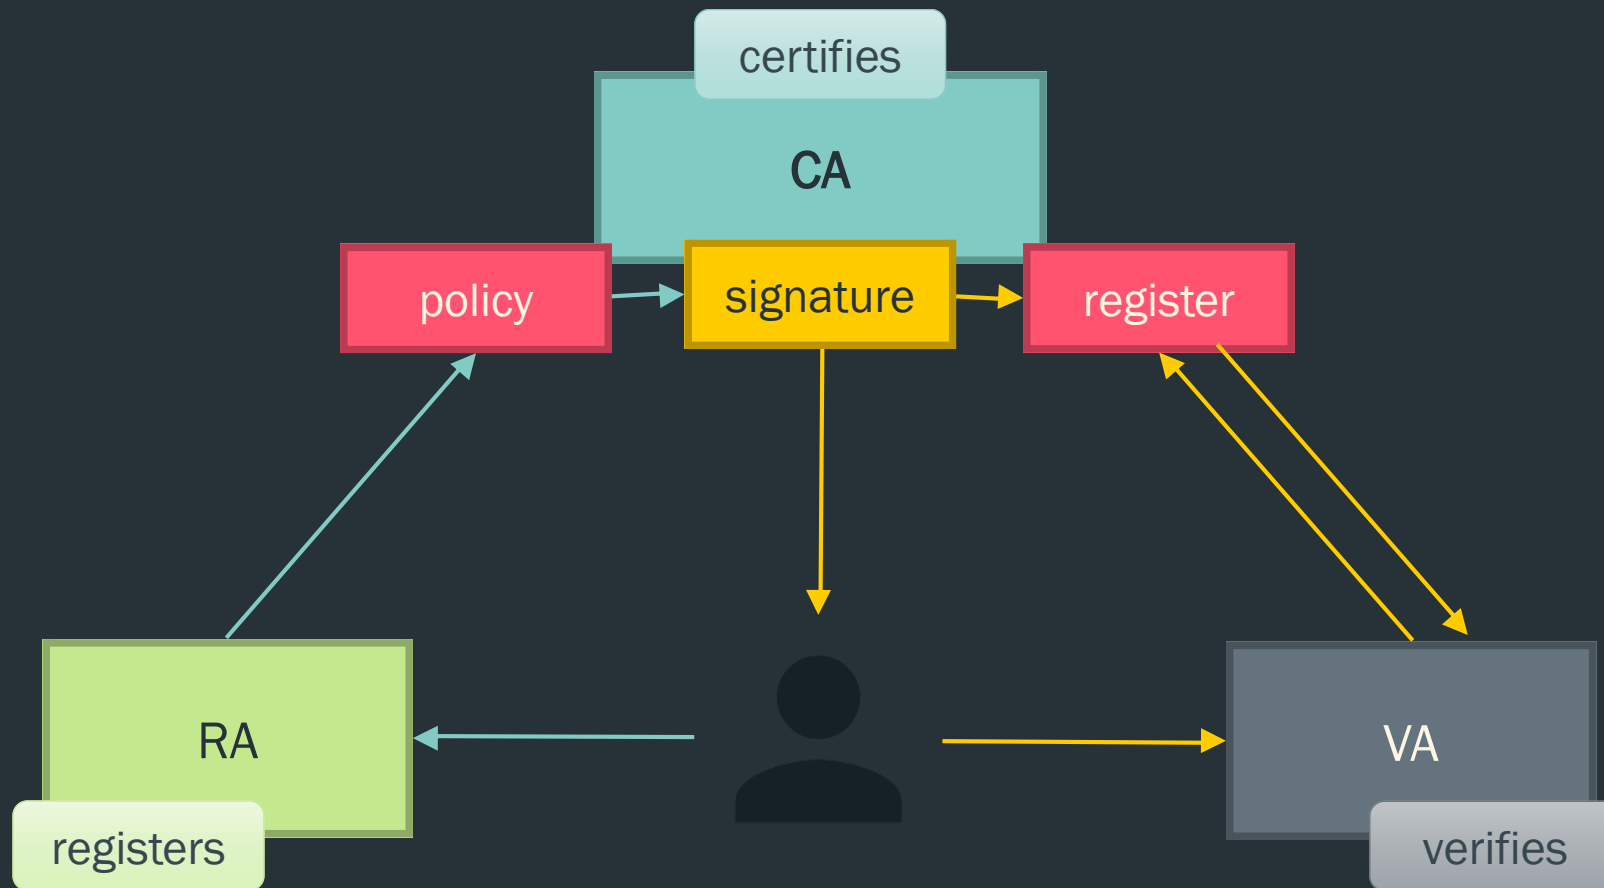 certifies
CA
policy
signature
register
RA
VA
registers
verifies